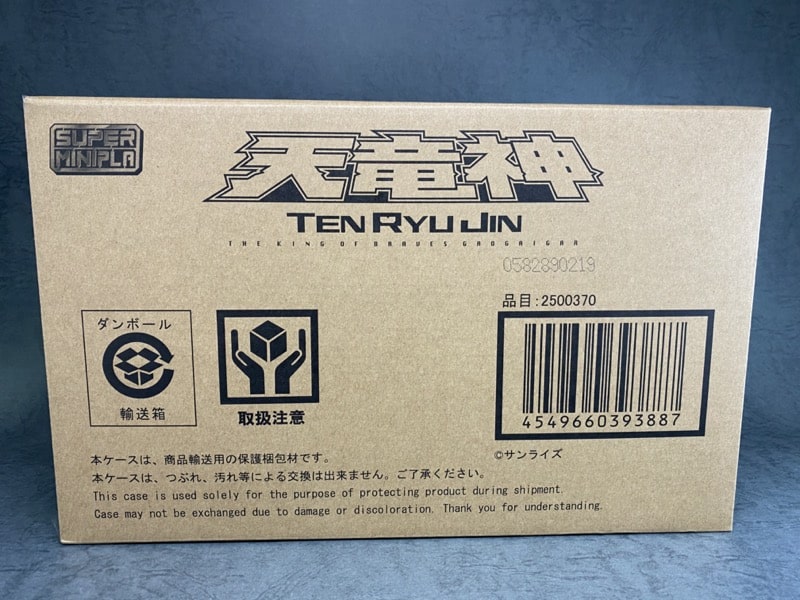 SUPER
MINIPLA
天竜神
TEN RYU JIN
THE KING OF BRAVES GAOGAIGAR
0582890219
品目:2500370
ダンボール
輸送箱
取扱注意
4549660393887
©サンライズ
本ケースは、商品輸送用の保護梱包材です。
本ケースは、つぶれ、汚れ等による交換は出来ません。ご了承ください。
This case is used solely for the purpose of protecting product during shipment.
Case may not be exchanged due to damage or discoloration. Thank you for understanding.